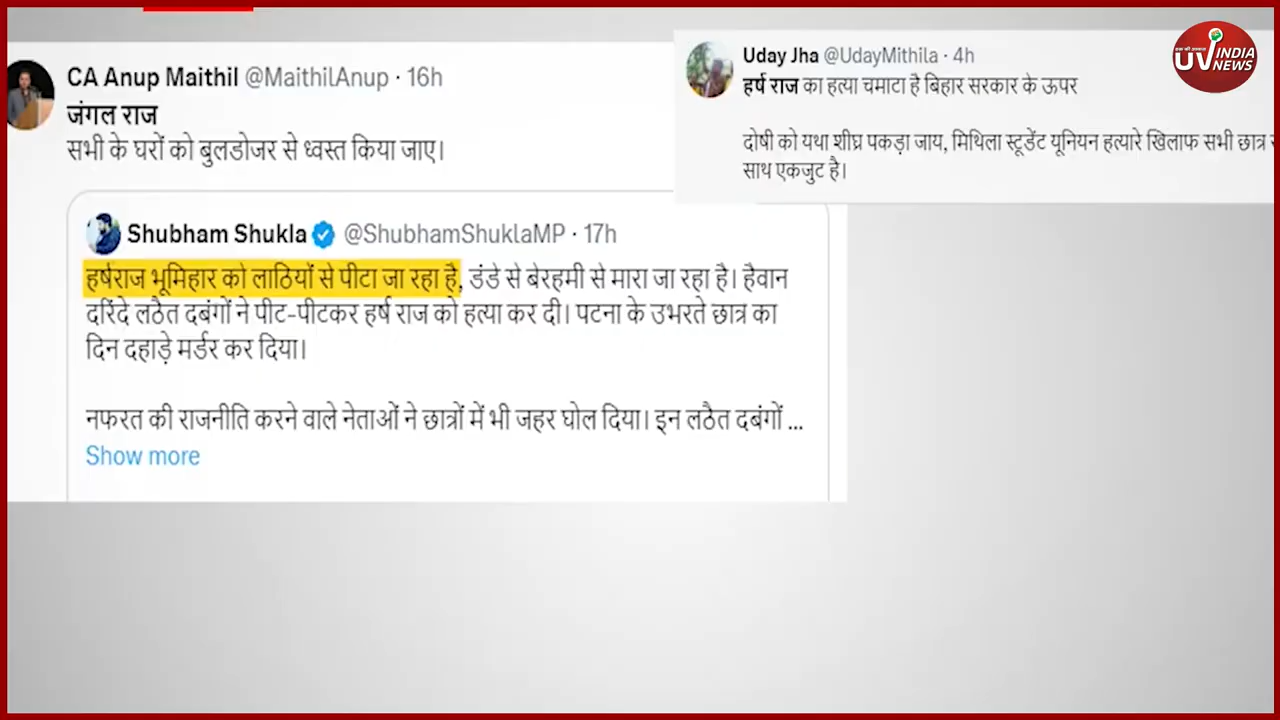 CA Anup Maithil @MaithilAnup · 16h
जंगल राज
सभी के घरों को बुलडोजर से ध्वस्त किया जाए।
Shubham Shukla @ShubhamShuklaMP · 17h
हर्षराज भूमिहार को लाठियों से पीटा जा रहा है, डंडे से बेरहमी से मारा जा रहा है। हैवान
दरिंदे लठैत दबंगों ने पीट-पीटकर हर्ष राज को हत्या कर दी। पटना के उभरते छात्र का
दिन दहाड़े मर्डर कर दिया।
नफरत की राजनीति करने वाले नेताओं ने छात्रों में भी जहर घोल दिया। इन लठैत दबंगों ...
Show more
Uday Jha @UdayMithila · 4h
हर्ष राज का हत्या चमाटा है बिहार सरकार के ऊपर
दोषी को यथा शीघ्र पकड़ा जाय, मिथिला स्टूडेंट यूनियन हत्यारे खिलाफ सभी छात्र
साथ एकजुट है।
UV INDIA
NEWS